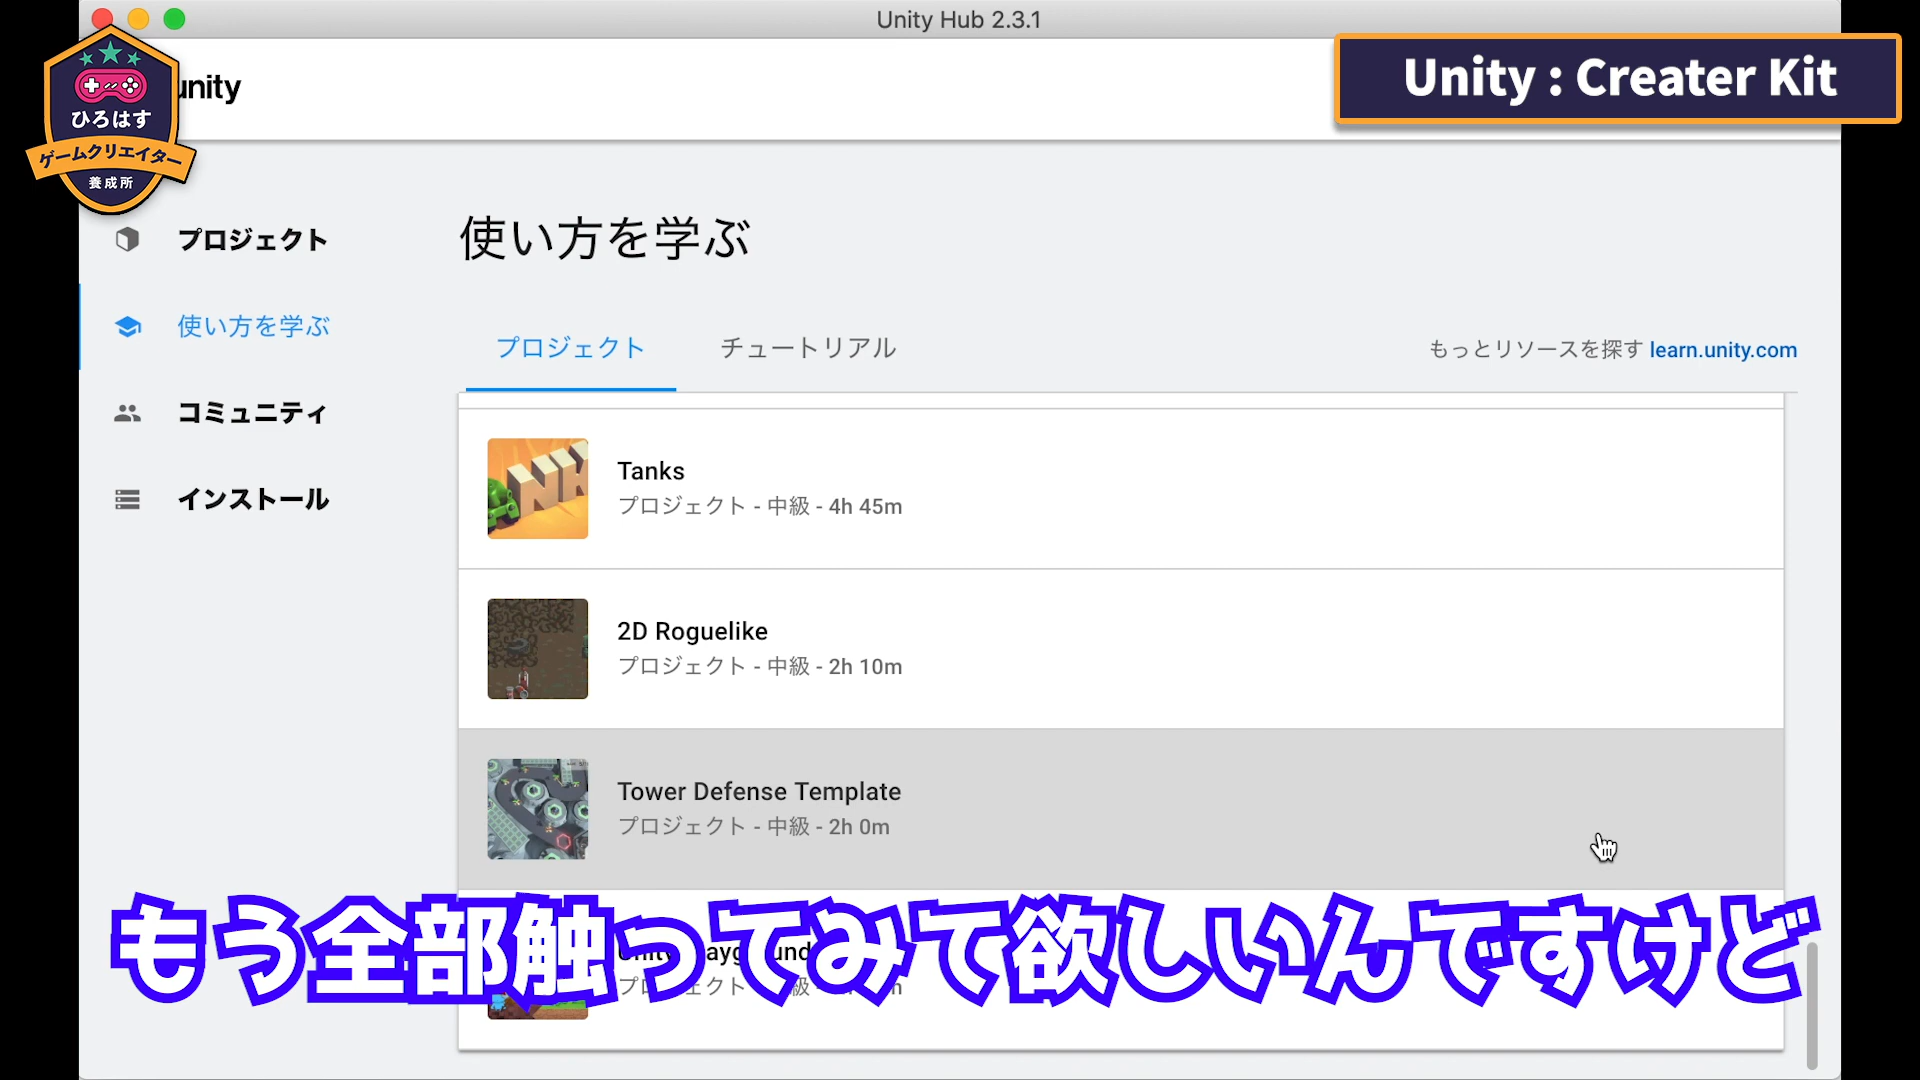 Unity Hub 2.3.1
unity
Unity : Creater Kit
ひろはす
ゲームクリエイター
養成所
プロジェクト
使い方を学ぶ
コミュニティ
インストール
使い方を学ぶ
プロジェクト
チュートリアル
もっとリソースを探す learn.unity.com
Tanks
プロジェクト - 中級 - 4h 45m
2D Roguelike
プロジェクト - 中級 - 2h 10m
Tower Defense Template
プロジェクト - 中級 - 2h 0m
もう全部触ってみて欲しいんですけど